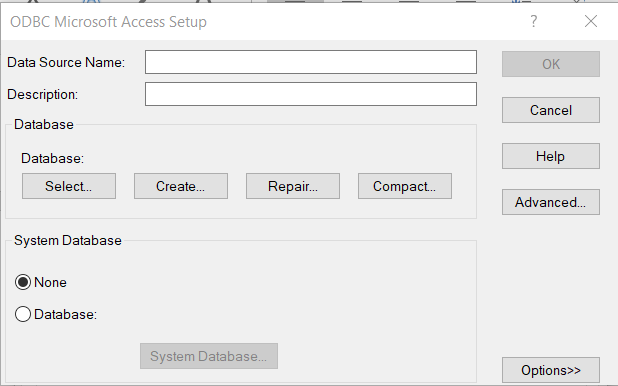 ODBC Microsoft Access Setup ?
Data Source Name:
OK
Description:
Cancel
Database
Database:
Help
Select... Create... Repair... Compact...
Advanced...
System Database
None
Database:
System Database...
Options>>